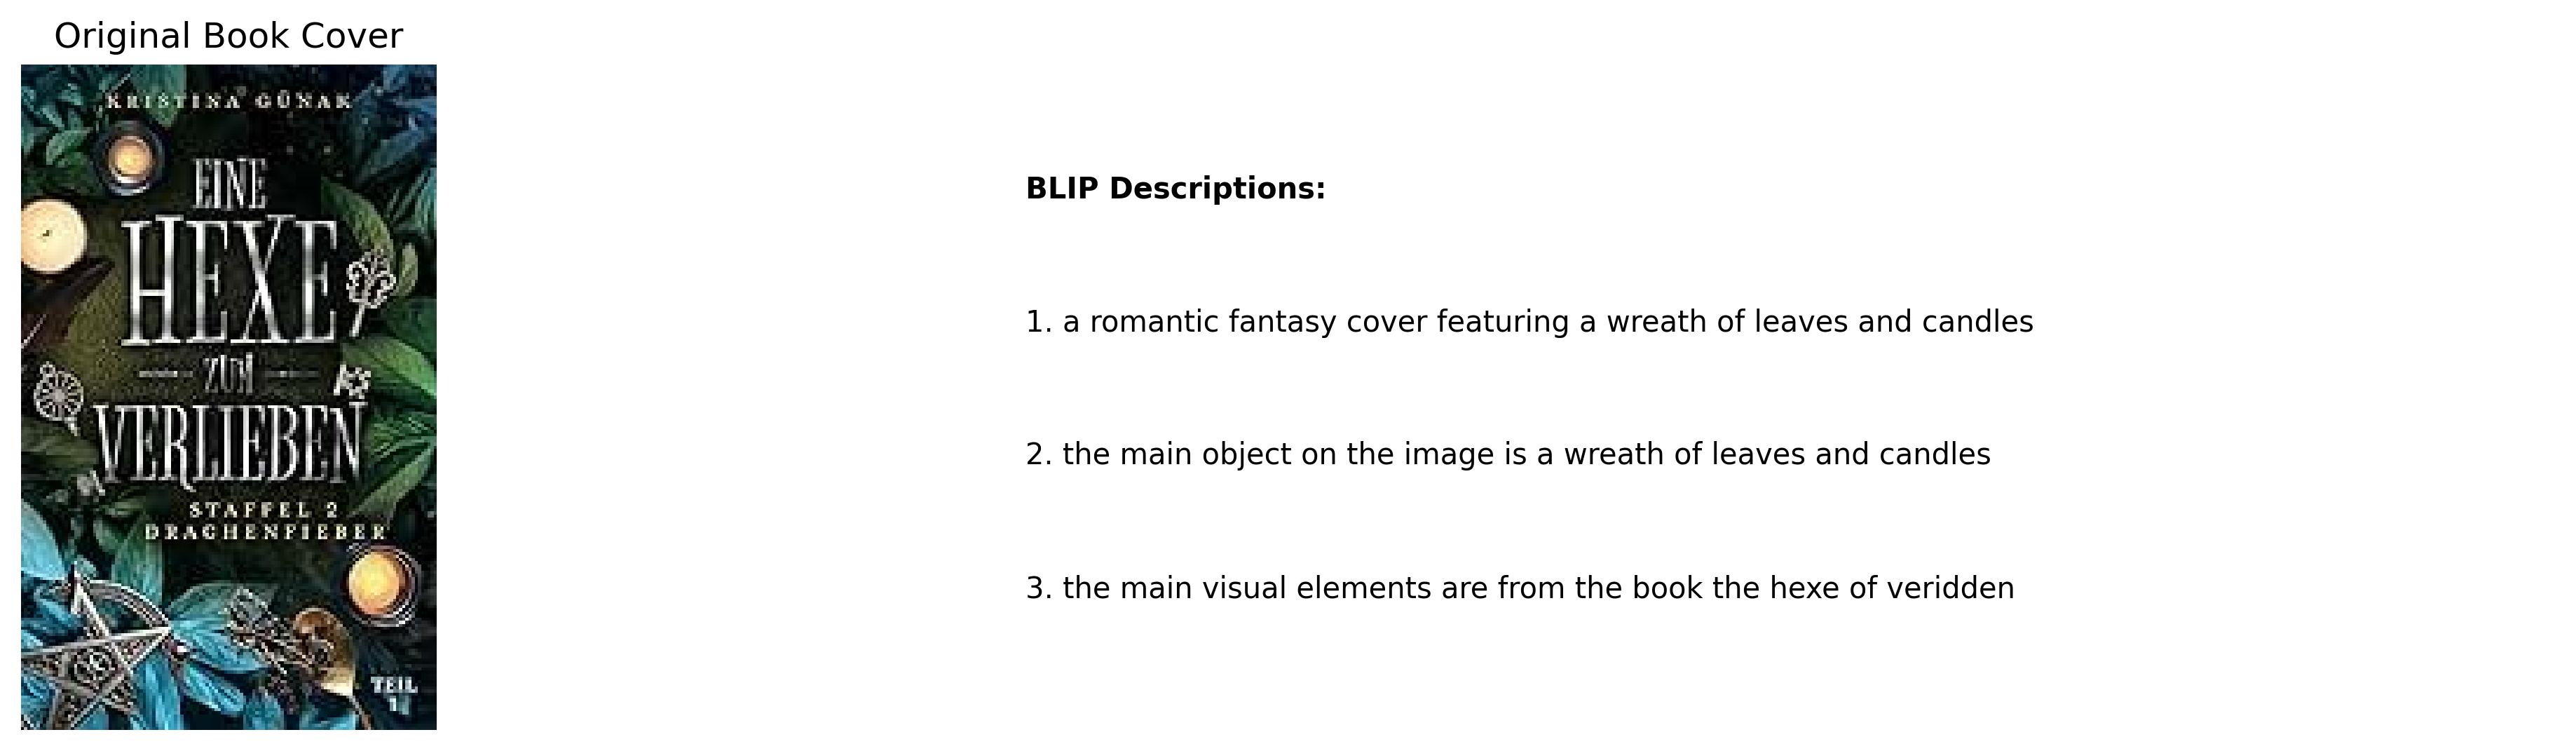 Original Book Cover
KRISTINA GÜNAK
EINE
HEXE
ZUM
VERLIEBEN
STAFFEL 2
DRACHENFIEBER
TEIL
1
BLIP Descriptions:
1. a romantic fantasy cover featuring a wreath of leaves and candles
2. the main object on the image is a wreath of leaves and candles
3. the main visual elements are from the book the hexe of veridden